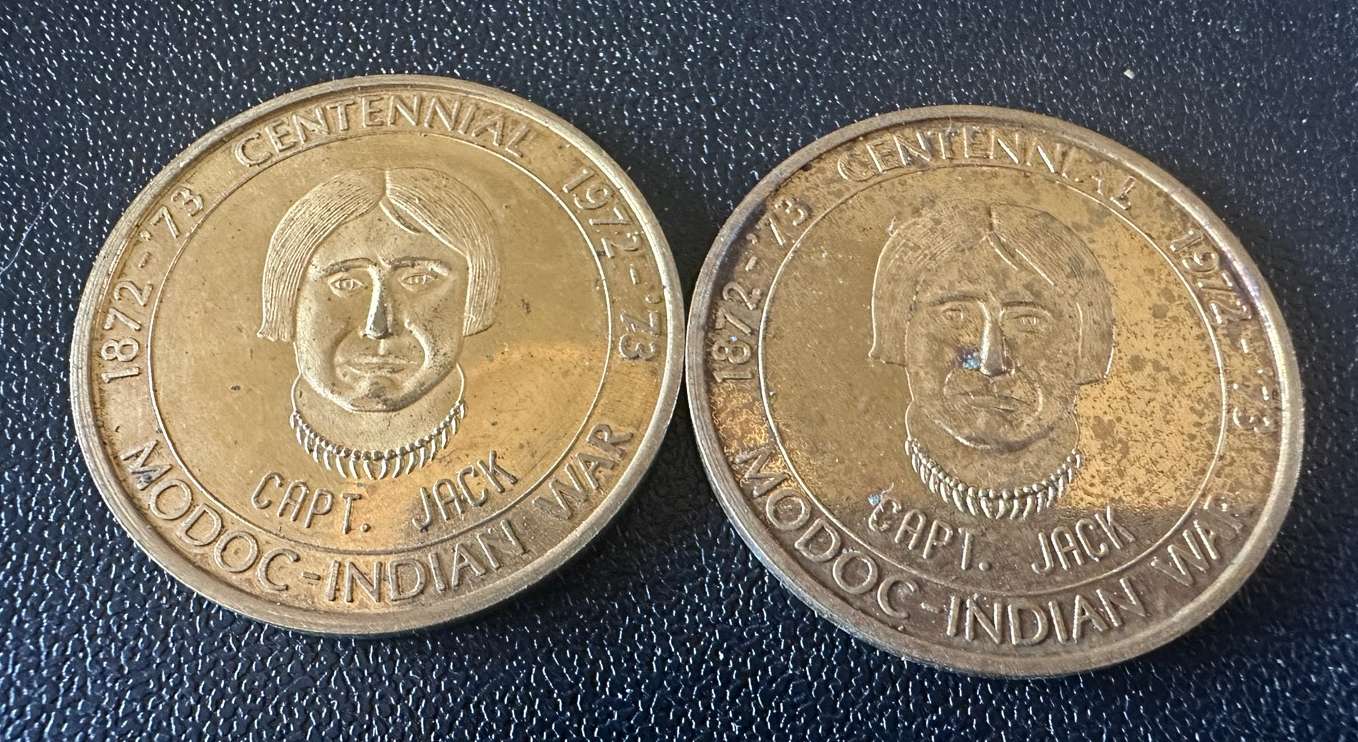 1872-'73 CENTENNIAL 1972-'73
CAPT. JACK
MODOC-INDIAN WAR
1872-'73 CENTENNIAL 1972-'73
CAPT. JACK
MODOC-INDIAN WAR